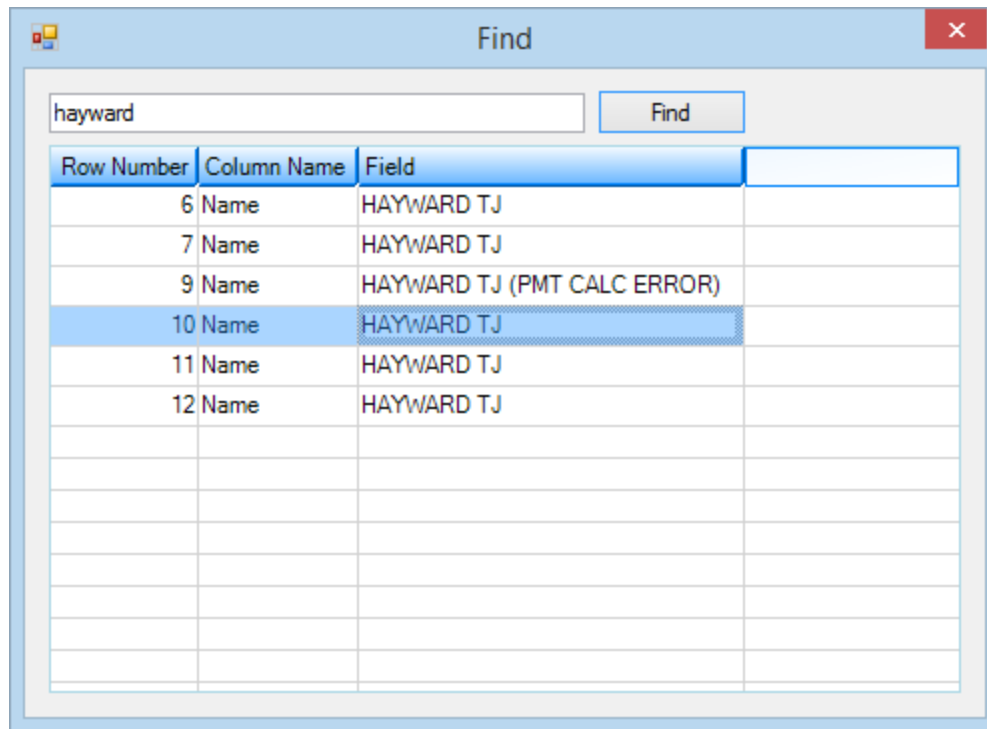 Find
hayward Find
Row Number Column Name Field
6 Name HAYWARD TJ
7 Name HAYWARD TJ
9 Name HAYWARD TJ (PMT CALC ERROR)
10 Name HAYWARD TJ
11 Name HAYWARD TJ
12 Name HAYWARD TJ